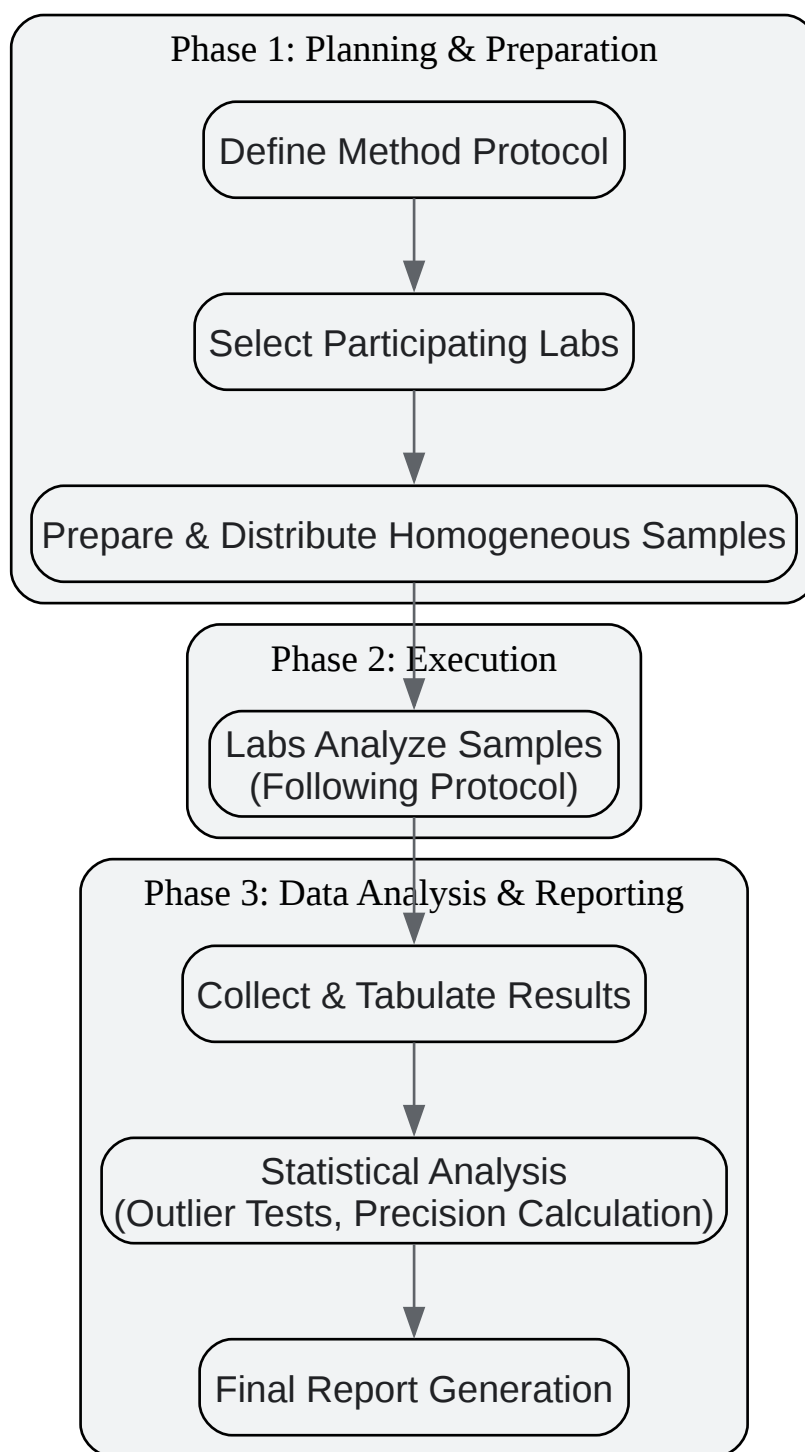 Phase 1: Planning & Preparation
Define Method Protocol
Select Participating Labs
Prepare & Distribute Homogeneous Samples
Phase 2: Execution
Labs Analyze Samples
(Following Protocol)
Phase 3: Data Analysis & Reporting
Collect & Tabulate Results
Statistical Analysis
(Outlier Tests, Precision Calculation)
Final Report Generation